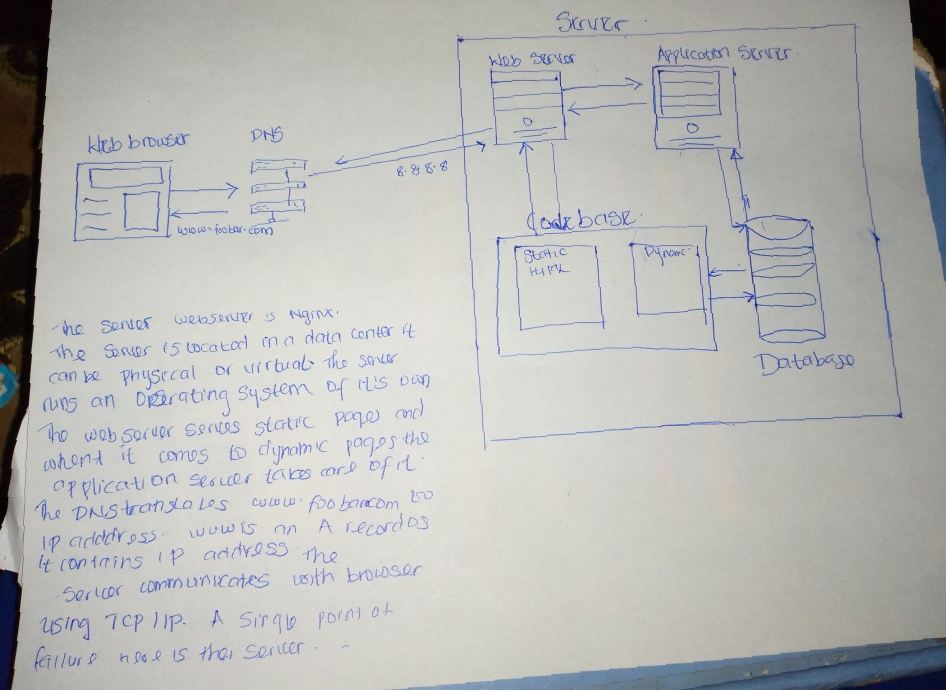 Server.
Web Server
Application Server.
Web browser
DNS
8.8.8.8
www.foobar.com
Codebase.
Static
HTML
Dynamic
Database
The server webserver is Nginx.
The server is located in a data center it
can be physical or virtual. The server
runs an Operating system of it's own
The web server serves static pages and
when it comes to dynamic pages the
application server takes care of it.
The DNS translates www.foobar.com to
IP adddress. www is an A record as
it contains IP address. The
server communicates with browser
using TCP/IP. A single point of
failure here is the server.